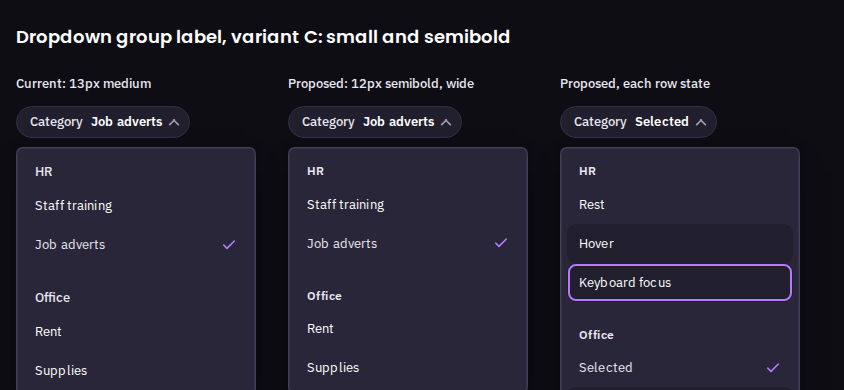 Dropdown group label, variant C: small and semibold
Current: 13px medium
Category Job adverts
HR
Staff training
Job adverts
Office
Rent
Supplies
Proposed: 12px semibold, wide
Category Job adverts
HR
Staff training
Job adverts
Office
Rent
Supplies
Proposed, each row state
Category Selected
HR
Rest
Hover
Keyboard focus
Office
Selected